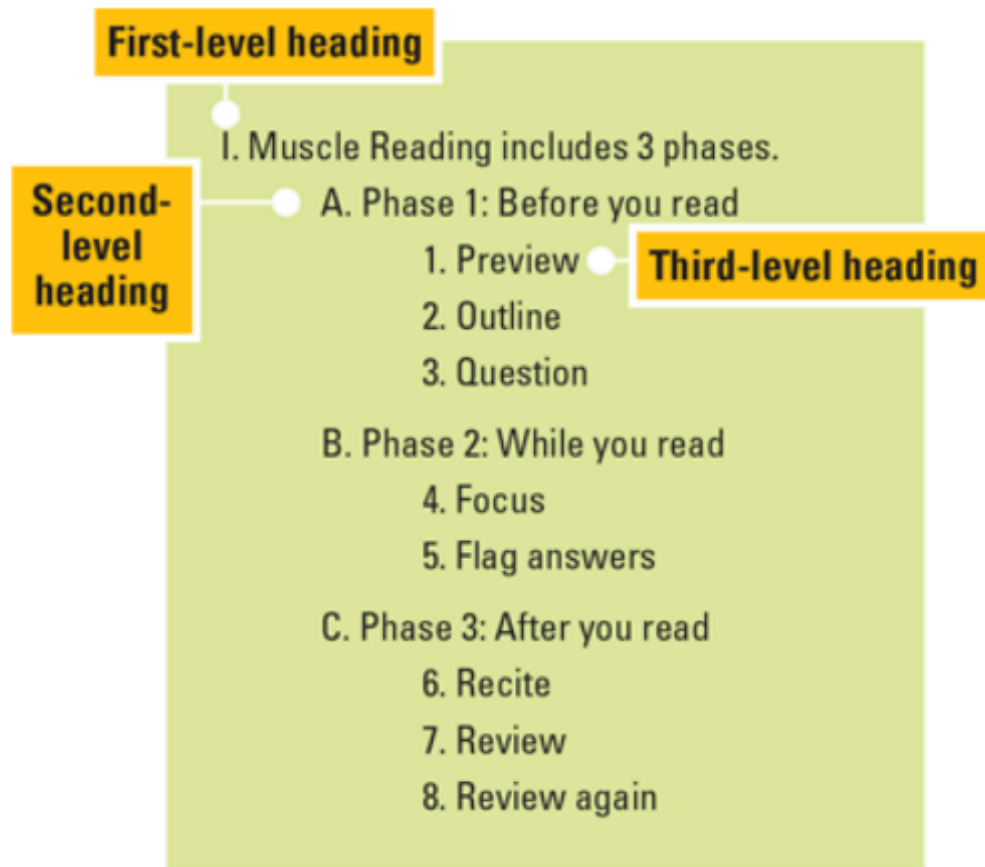 First-level heading
I. Muscle Reading includes 3 phases.
Second-
level
heading
A. Phase 1: Before you read
1. Preview
Third-level heading
2. Outline
3. Question
B. Phase 2: While you read
4. Focus
5. Flag answers
C. Phase 3: After you read
6. Recite
7. Review
8. Review again